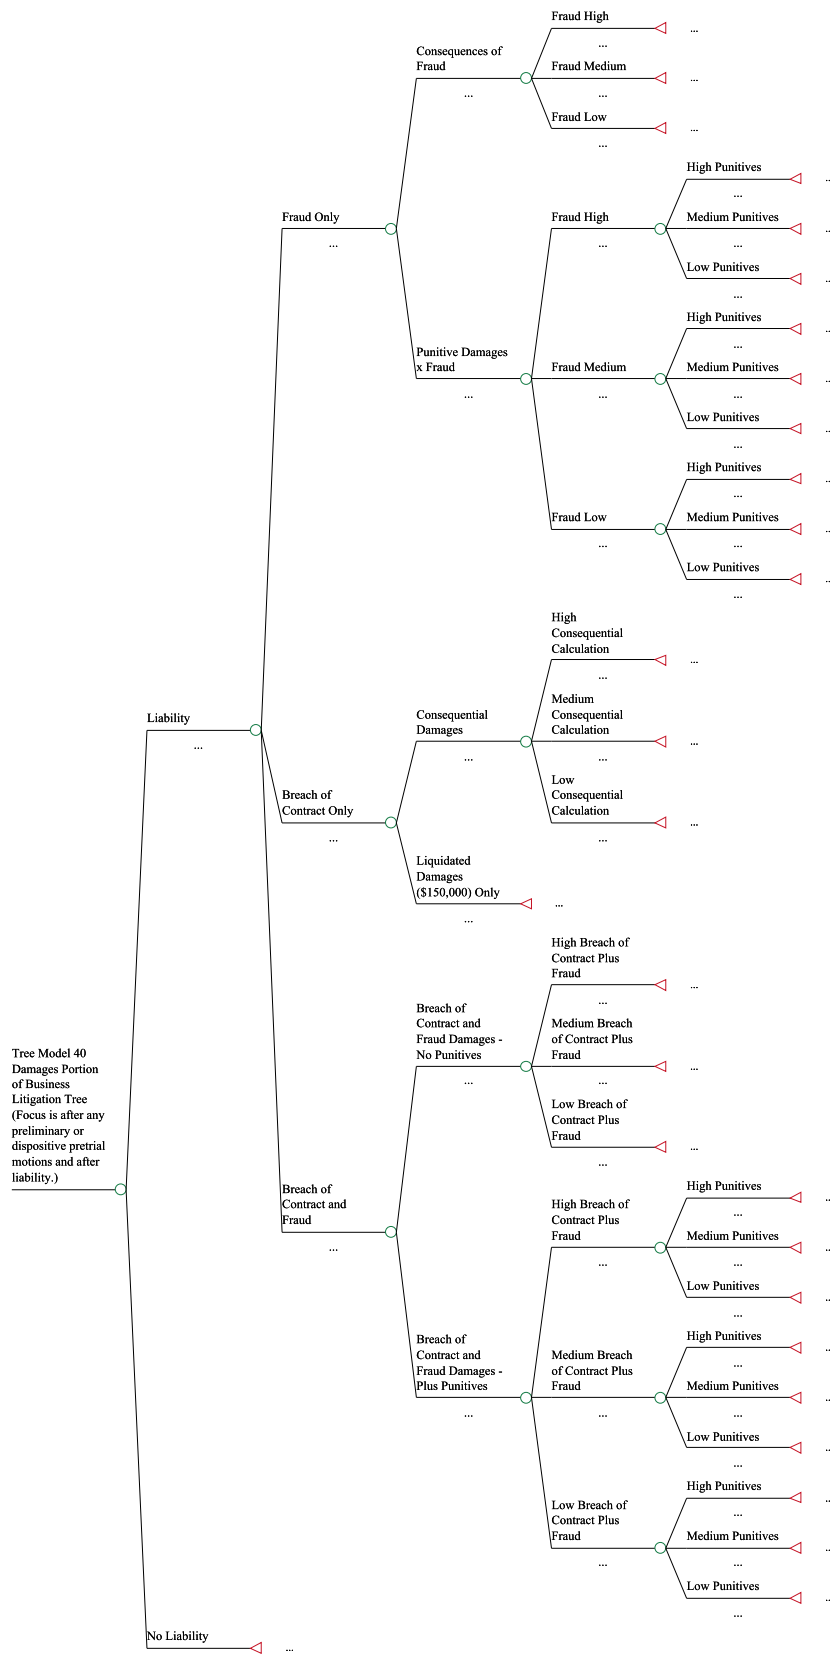 Fraud High
...
...
Consequences of
Fraud
...
Fraud Medium
...
...
Fraud Low
...
...
Fraud Only
...
High Punitives
..
...
Fraud High
...
Medium Punitives
..
...
Low Punitives
..
...
Punitive Damages
x Fraud
...
High Punitives
..
...
Fraud Medium
...
Medium Punitives
..
...
Low Punitives
..
...
High Punitives
..
...
Fraud Low
...
Medium Punitives
..
...
Low Punitives
..
...
Liability
...
High
Consequential
Calculation
...
...
Consequential
Damages
...
Medium
Consequential
Calculation
...
...
Low
Consequential
Calculation
...
...
Breach of
Contract Only
...
Liquidated
Damages
($150,000) Only
...
...
High Breach of
Contract Plus
Fraud
...
...
Breach of
Contract and
Fraud Damages -
No Punitives
...
Medium Breach
of Contract Plus
Fraud
...
...
Low Breach of
Contract Plus
Fraud
...
...
Tree Model 40
Damages Portion
of Business
Litigation Tree
(Focus is after any
preliminary or
dispositive pretrial
motions and after
liability.)
Breach of
Contract and
Fraud
...
High Breach of
Contract Plus
Fraud
...
High Punitives
..
...
Medium Punitives
..
...
Low Punitives
..
...
Breach of
Contract and
Fraud Damages -
Plus Punitives
...
Medium Breach
of Contract Plus
Fraud
...
High Punitives
..
...
Medium Punitives
..
...
Low Punitives
..
...
Low Breach of
Contract Plus
Fraud
...
High Punitives
..
...
Medium Punitives
..
...
Low Punitives
..
...
No Liability
...